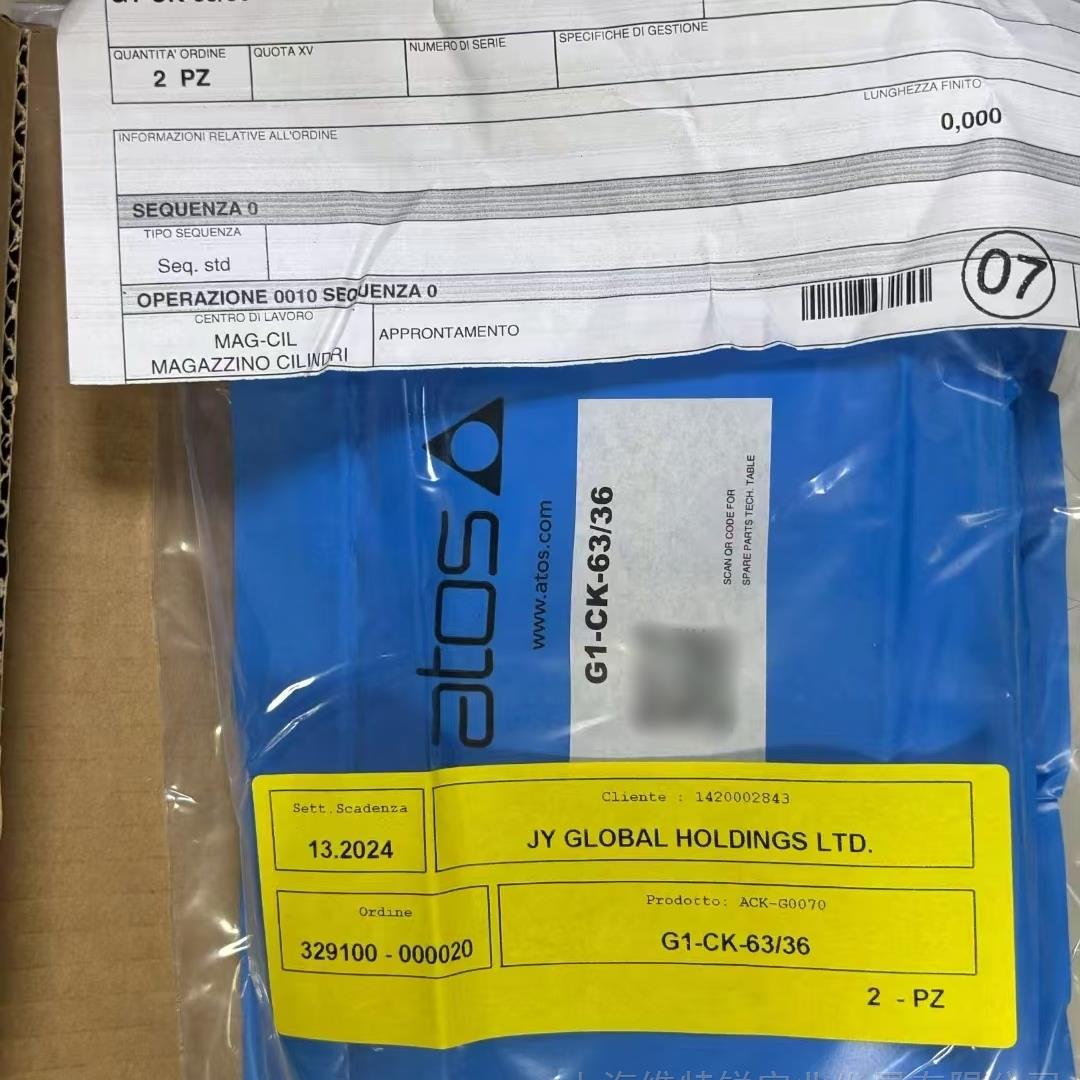 QUANTITA' ORDINE
2 PZ
QUOTA XV
NUMERO DI SERIE
SPECIFICHE DI GESTIONE
LUNGHEZZA FINITO
0,000
INFORMAZIONI RELATIVE ALL'ORDINE
SEQUENZA 0
TIPO SEQUENZA
Seq. std
OPERAZIONE 0010 SEQUENZA 0
07
CENTRO DI LAVORO
MAG-CIL
MAGAZZINO CILINDRI
APPRONTAMENTO
atos
www.atos.com
G1-CK-63/36
SCAN QR CODE FOR
SPARE PARTS TECH. TABLE
Sett.Scadenza
13.2024
Cliente : 1420002843
JY GLOBAL HOLDINGS LTD.
Ordine
329100 - 000020
Prodotto: ACK-G0070
G1-CK-63/36
2 - PZ